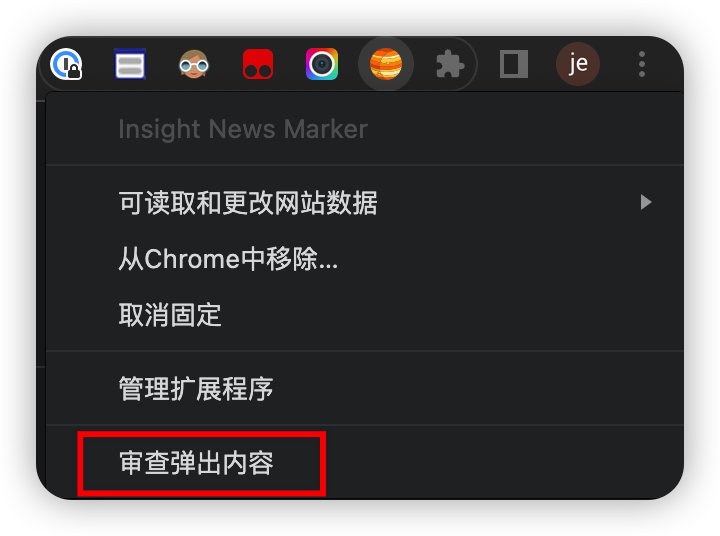 je
Insight News Marker
可读取和更改网站数据
从Chrome中移除...
取消固定
管理扩展程序
审查弹出内容